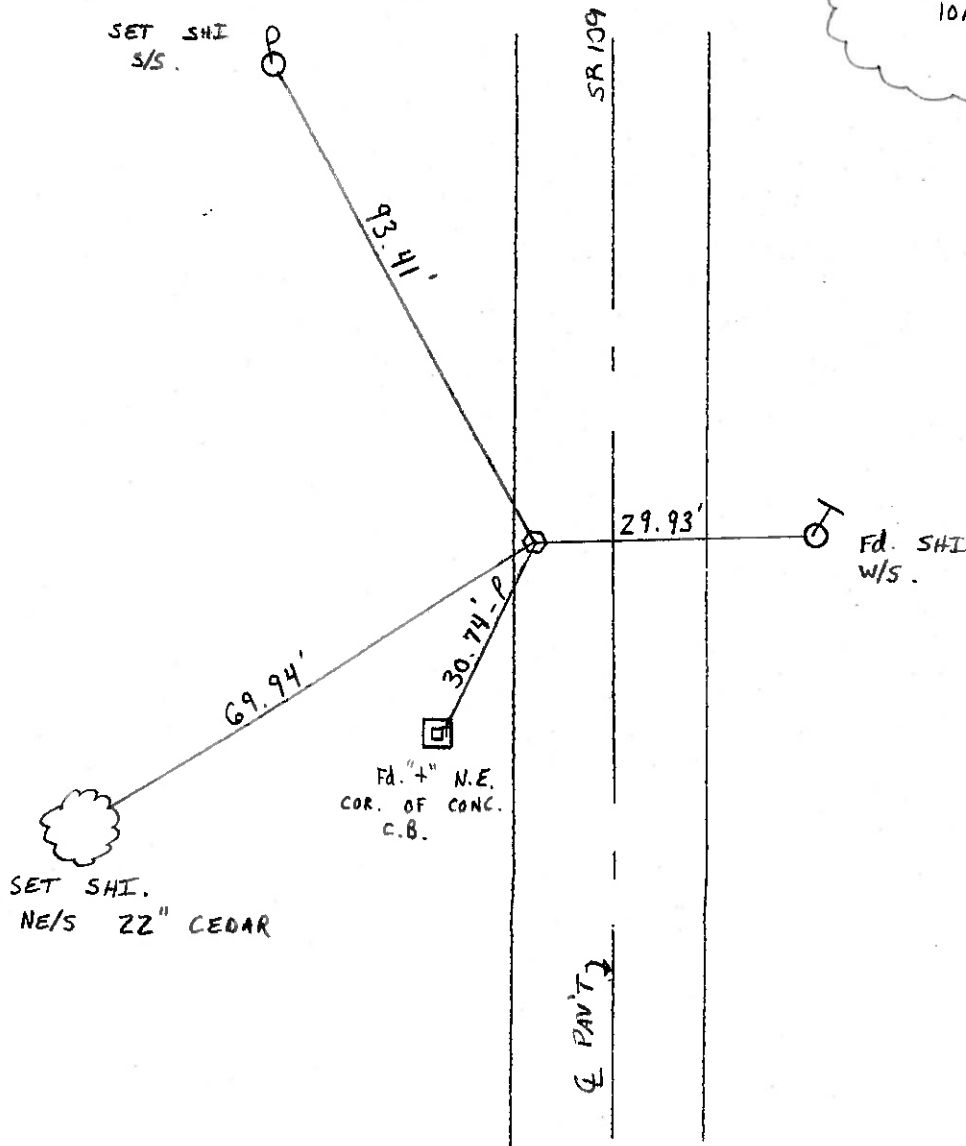 SET SHI
S/S.
P
SR 109
93.41'
29.93'
Fd. SHI
W/S.
30.74'-P
69.94'
Fd. "+" N.E.
COR. OF CONC.
C.B.
SET SHI.
NE/S 22" CEDAR
℄ PAV'T